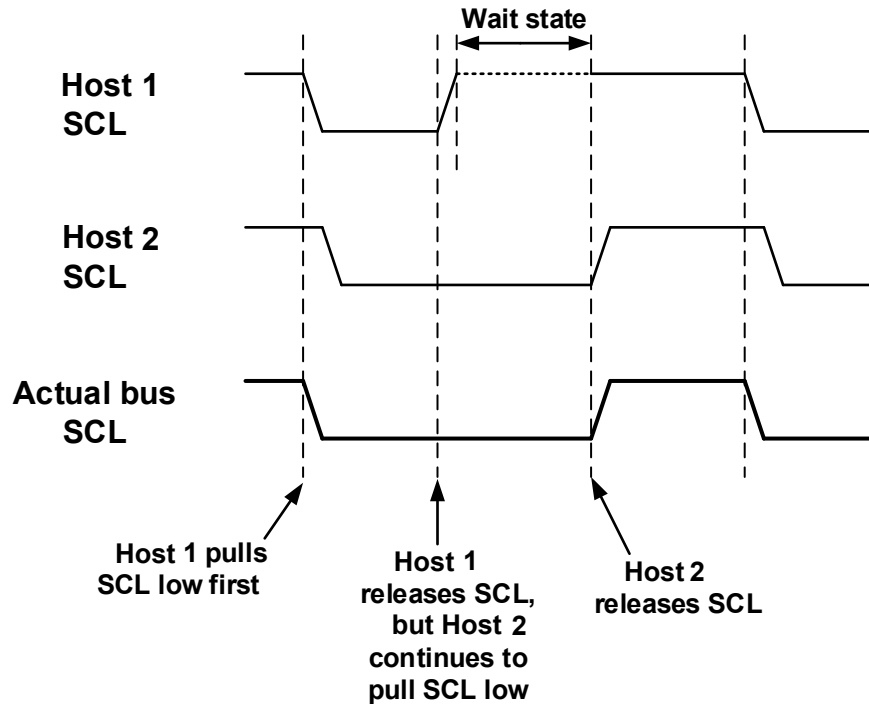 Wait state
Host 1
SCL
Host 2
SCL
Actual bus
SCL
Host 1 pulls
SCL low first
Host 1
releases SCL,
but Host 2
continues to
pull SCL low
Host 2
releases SCL